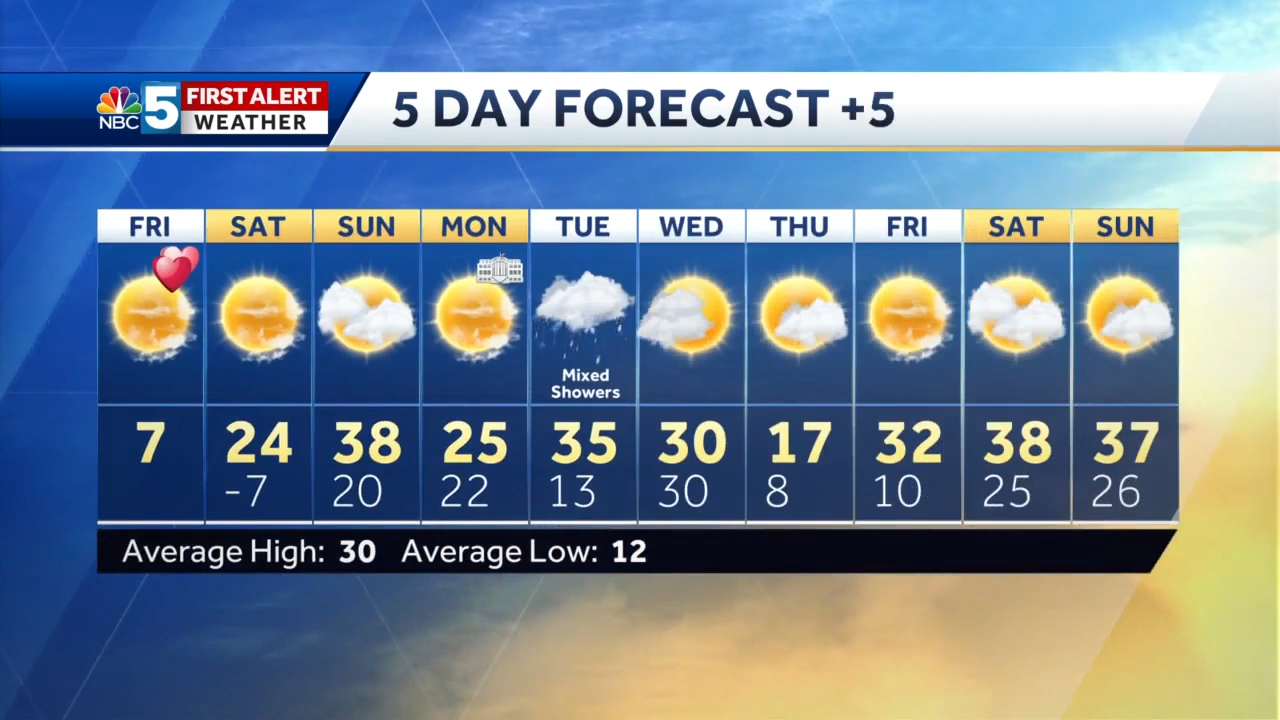 NBC 5 FIRST ALERT WEATHER
5 DAY FORECAST +5
FRI SAT SUN MON TUE WED THU FRI SAT SUN
Mixed
Showers
7 24 38 25 35 30 17 32 38 37
-7 20 22 13 30 8 10 25 26
Average High: 30 Average Low: 12